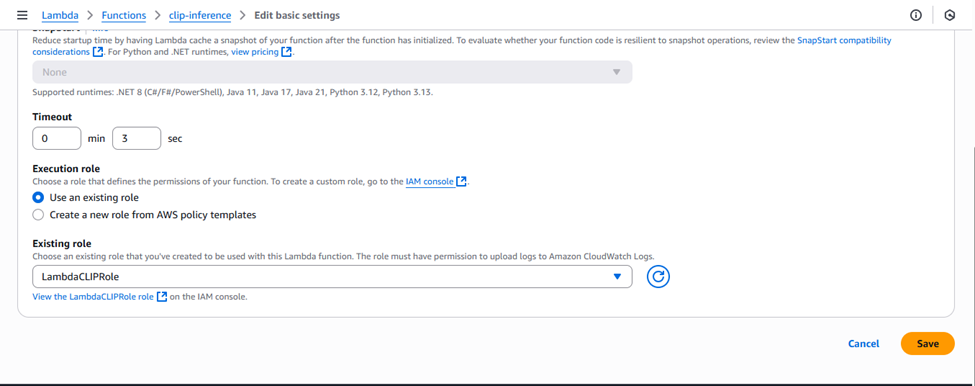 Lambda > Functions > clip-inference > Edit basic settings
SnapStart Info
Reduce startup time by having Lambda cache a snapshot of your function after the function has initialized. To evaluate whether your function code is resilient to snapshot operations, review the SnapStart compatibility
considerations. For Python and .NET runtimes, view pricing.
None
Supported runtimes: .NET 8 (C#/F#/PowerShell), Java 11, Java 17, Java 21, Python 3.12, Python 3.13.
Timeout
0 min 3 sec
Execution role
Choose a role that defines the permissions of your function. To create a custom role, go to the IAM console.
Use an existing role
Create a new role from AWS policy templates
Existing role
Choose an existing role that you've created to be used with this Lambda function. The role must have permission to upload logs to Amazon CloudWatch Logs.
LambdaCLIPRole
View the LambdaCLIPRole role on the IAM console.
Cancel Save